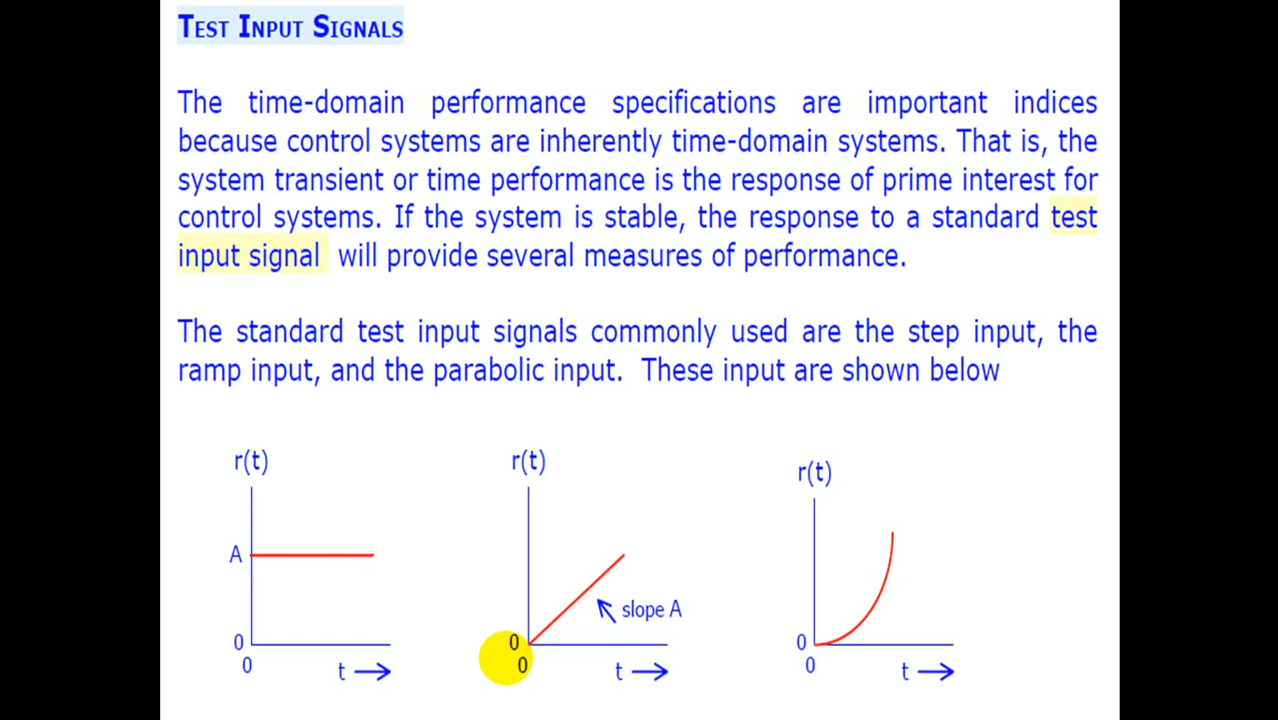 TEST INPUT SIGNALS
The time-domain performance specifications are important indices
because control systems are inherently time-domain systems. That is, the
system transient or time performance is the response of prime interest for
control systems. If the system is stable, the response to a standard test
input signal will provide several measures of performance.
The standard test input signals commonly used are the step input, the
ramp input, and the parabolic input. These input are shown below
r(t)
A
0
0
t
r(t)
slope A
0
0
t
r(t)
0
0
t